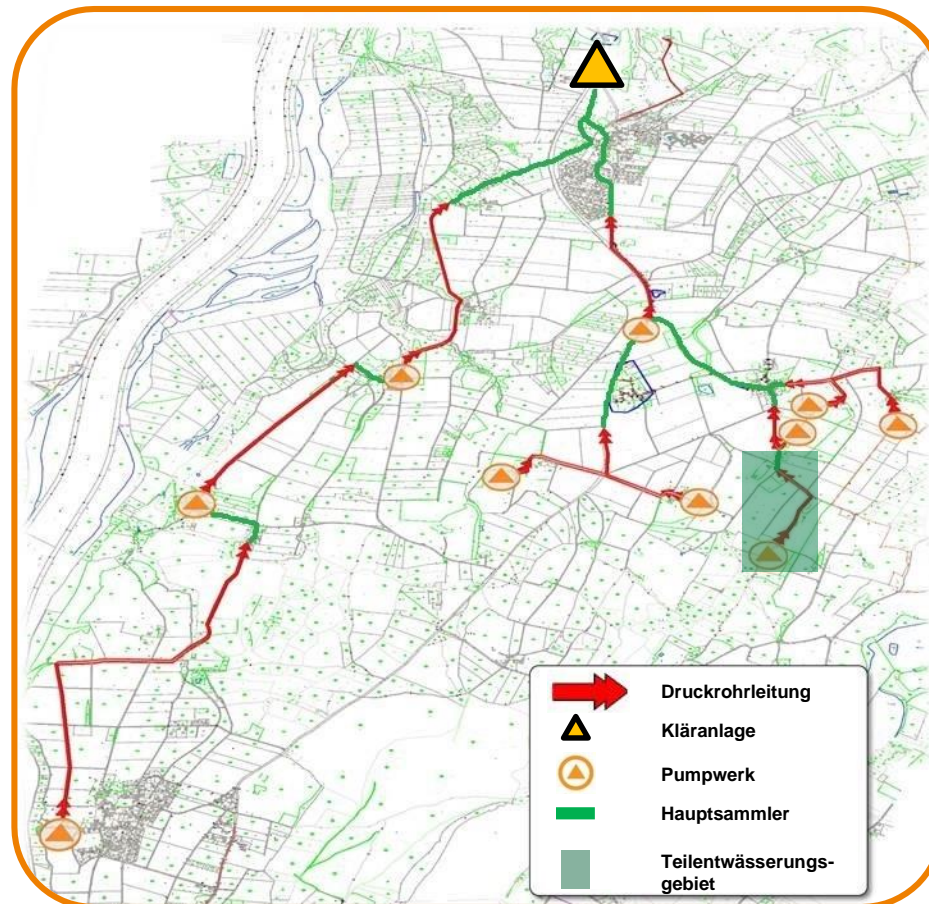 Druckrohrleitung
Kläranlage
Pumpwerk
Hauptsammler
Teilentwässerungs-
gebiet